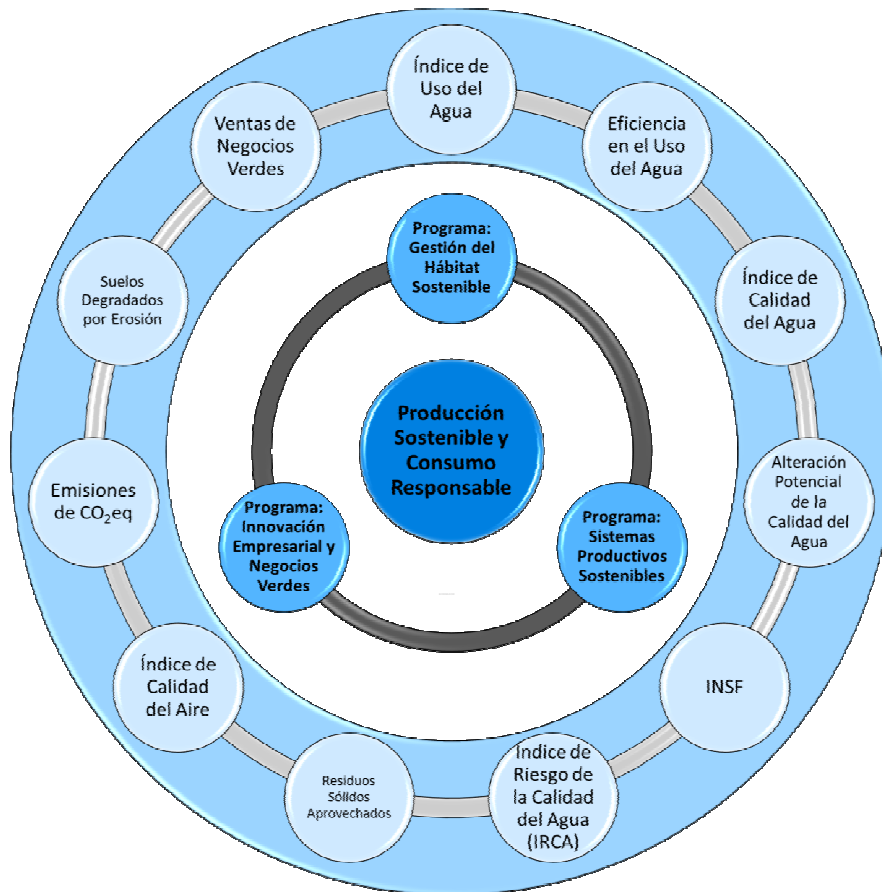 Índice de
Uso del
Agua
Eficiencia
en el Uso
del Agua
Índice de
Calidad
del Agua
Alteración
Potencial
de la
Calidad del
Agua
INSF
Indice de
Riesgo de
la Calidad
del Agua
(IRCA)
Residuos
Sólidos
Aprovechados
Índice de
Calidad
del Aire
Emisiones
de CO₂eq
Suelos
Degradados
por Erosión
Ventas de
Negocios
Verdes
Programa:
Gestión del
Hábitat
Sostenible
Programa:
Sistemas
Productivos
Sostenibles
Programa:
Innovación
Empresarial y
Negocios
Verdes
Producción
Sostenible y
Consumo
Responsable